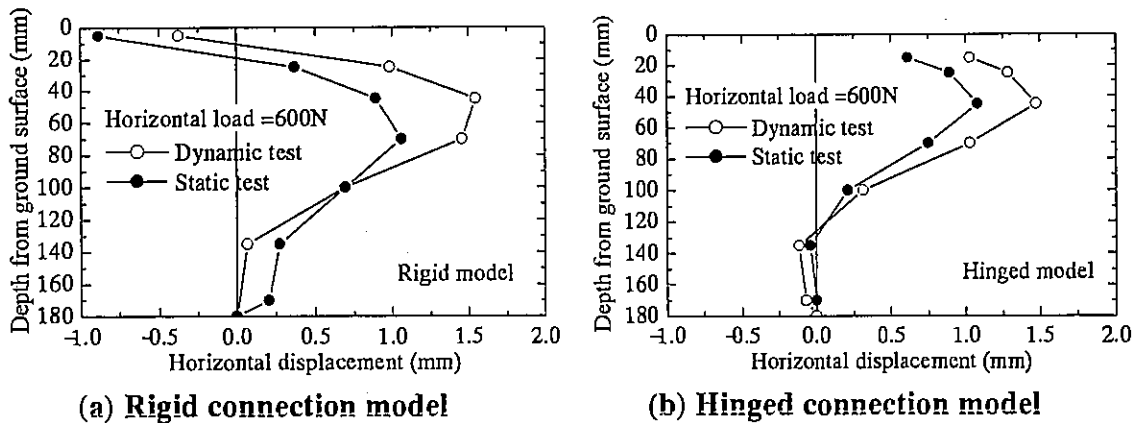 Depth from ground surface (mm)
0
20
40
60
80
100
120
140
160
180
Horizontal load =600N
Dynamic test
Static test
Rigid model
-1.0 -0.5 0.0 0.5 1.0 1.5 2.0
Horizontal displacement (mm)
(a) Rigid connection model
Depth from ground surface (mm)
0
20
40
60
80
100
120
140
160
180
Horizontal load =600N
Dynamic test
Static test
Hinged model
-1.0 -0.5 0.0 0.5 1.0 1.5 2.0
Horizontal displacement (mm)
(b) Hinged connection model